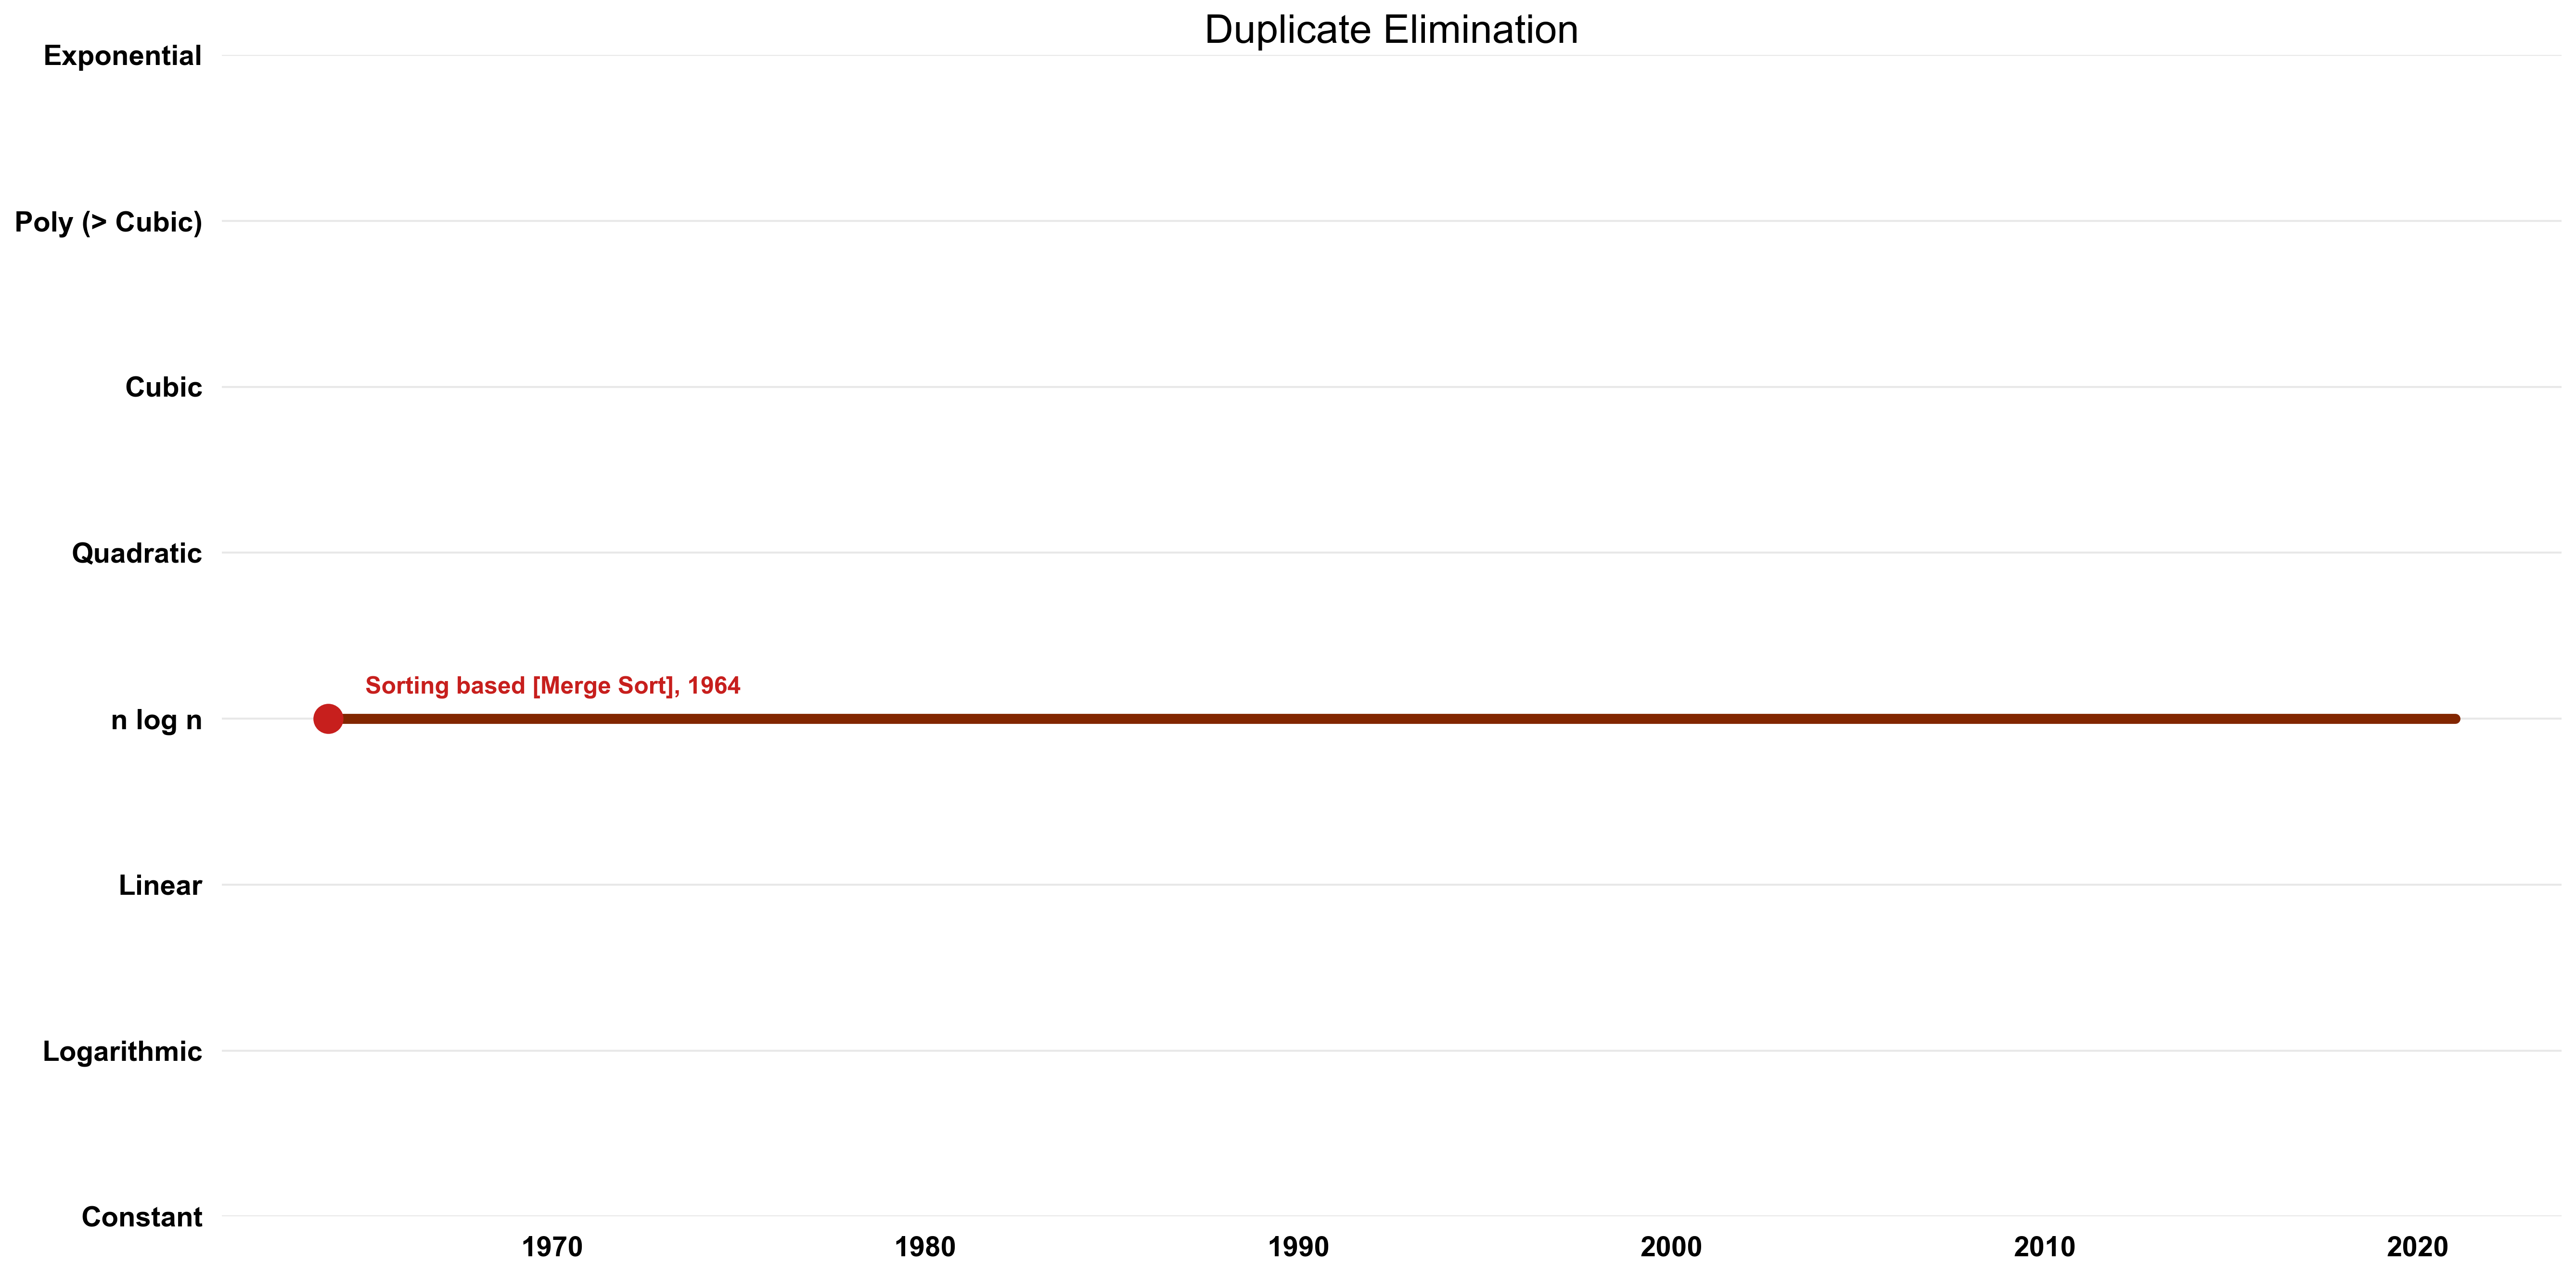 Duplicate Elimination
Exponential
Poly (> Cubic)
Cubic
Quadratic
Sorting based [Merge Sort], 1964
n log n
Linear
Logarithmic
Constant
1970 1980 1990 2000 2010 2020